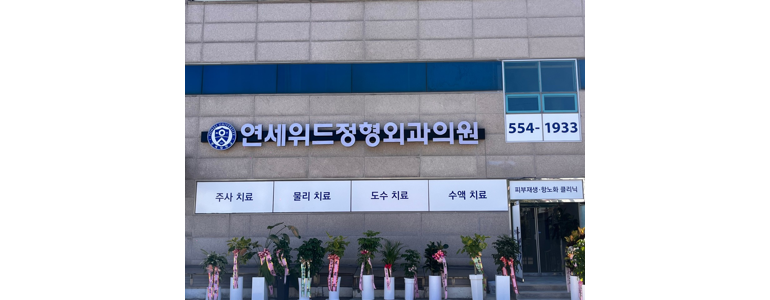 연세위드정형외과의원
554-1933
주사 치료
물리 치료
도수 치료
수액 치료
피부재생·항노화 클리닉